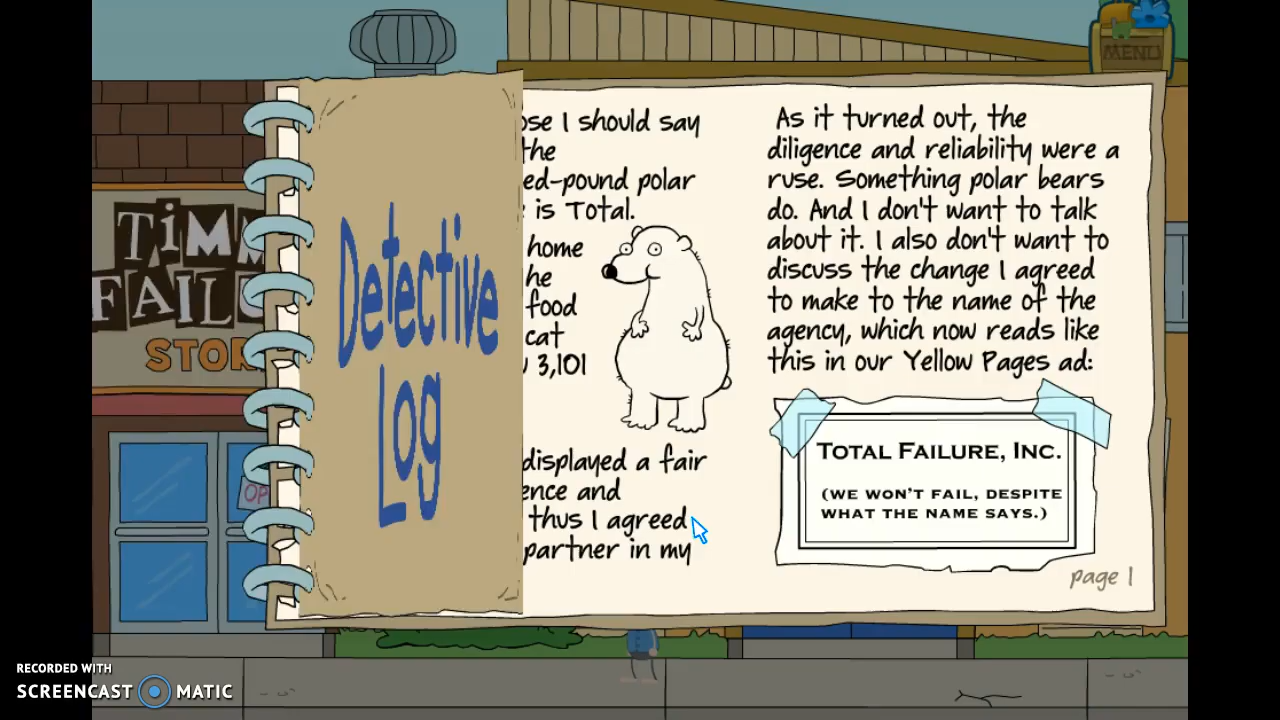 MENU
TiMM
FAILU
STOR
OP
Detective
Log
ose I should say
the
ed-pound polar
is Total.
home
he
food
cat
3,101
displayed a fair
ence and
thus I agreed
partner in my
As it turned out, the
diligence and reliability were a
ruse. Something polar bears
do. And I don't want to talk
about it. I also don't want to
discuss the change I agreed
to make to the name of the
agency, which now reads like
this in our Yellow Pages ad:
TOTAL FAILURE, INC.
(WE WON'T FAIL, DESPITE
WHAT THE NAME SAYS.)
page 1
RECORDED WITH
SCREENCAST MATIC